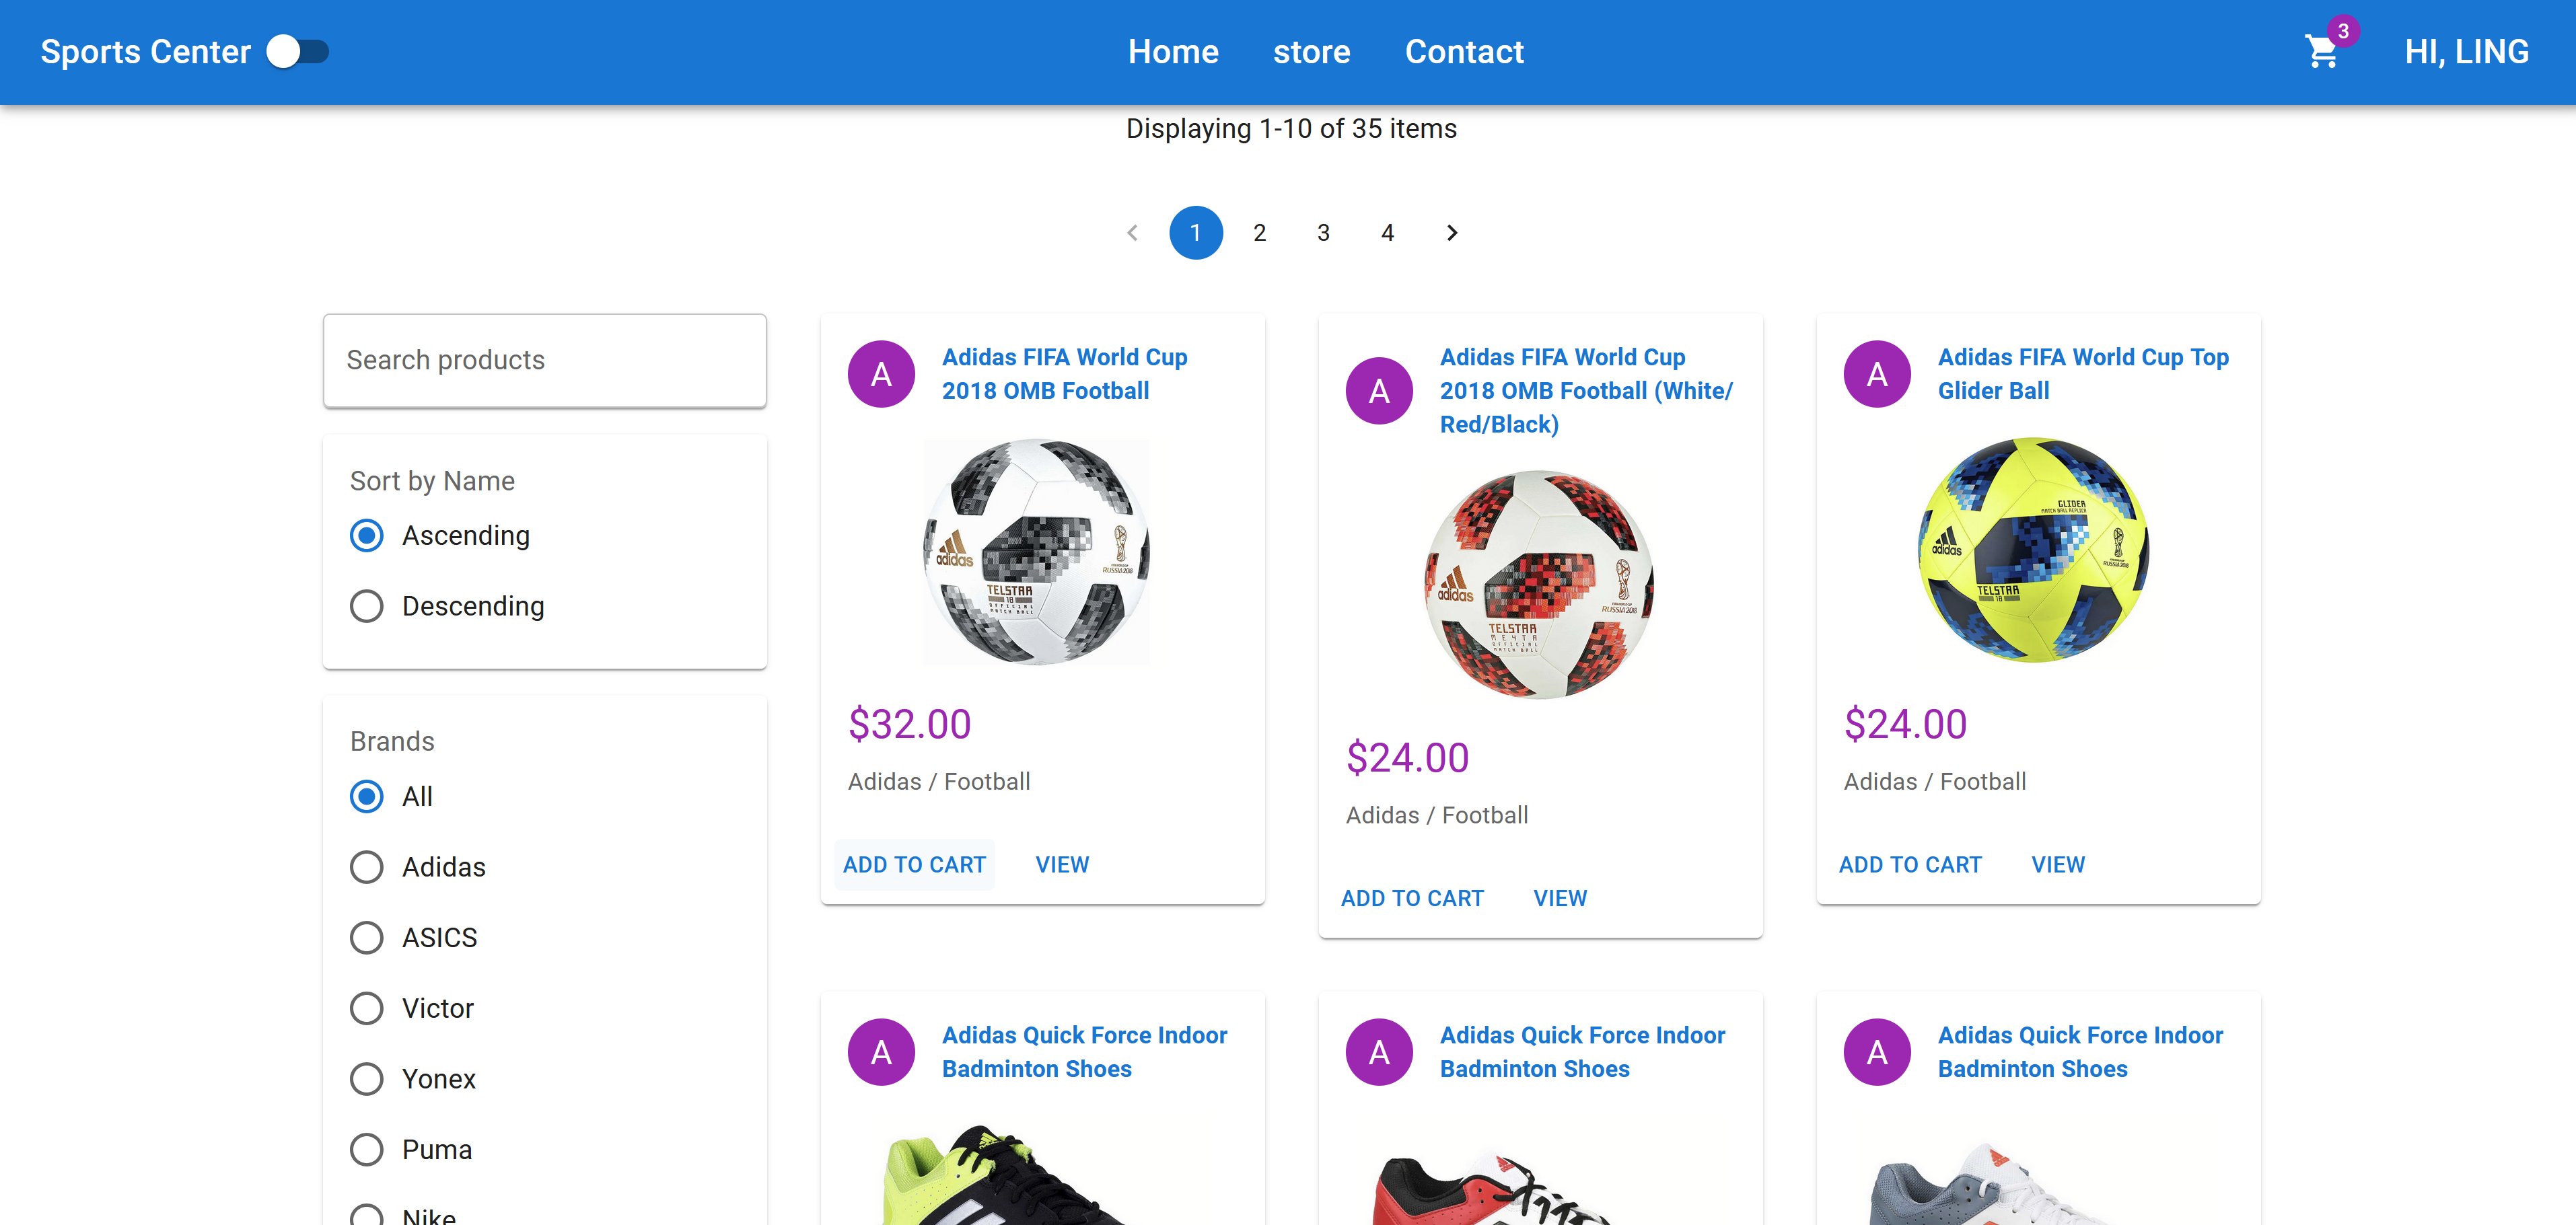 Sports Center
Home
store
Contact
3
HI, LING
Displaying 1-10 of 35 items
1
2
3
4
Search products
Sort by Name
Ascending
Descending
Brands
All
Adidas
ASICS
Victor
Yonex
Puma
Nike
A
Adidas FIFA World Cup
2018 OMB Football
adidas
TELSTAR
18
OFFICIAL
MATCH BALL
RUSSIA 2018
$32.00
Adidas / Football
ADD TO CART
VIEW
A
Adidas FIFA World Cup
2018 OMB Football (White/
Red/Black)
adidas
TELSTAR
МЕЧТА
OFFICIAL
MATCH BALL
RUSSIA 2018
$24.00
Adidas / Football
ADD TO CART
VIEW
A
Adidas FIFA World Cup Top
Glider Ball
GLIDER
MATCH BALL REPLICA
adidas
TELSTAR
18
RUSSIA 2018
$24.00
Adidas / Football
ADD TO CART
VIEW
A
Adidas Quick Force Indoor
Badminton Shoes
A
Adidas Quick Force Indoor
Badminton Shoes
A
Adidas Quick Force Indoor
Badminton Shoes